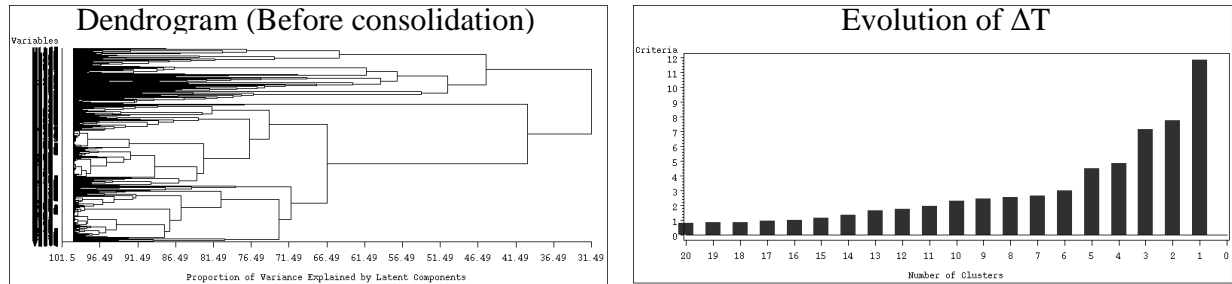 Dendrogram (Before consolidation)
Variables
101.5 96.49 91.49 86.49 81.49 76.49 71.49 66.49 61.49 56.49 51.49 46.49 41.49 36.49 31.49
Proportion of Variance Explained by Latent Components
Evolution of ΔT
Criteria
12
11
10
9
8
7
6
5
4
3
2
1
0
20 19 18 17 16 15 14 13 12 11 10 9 8 7 6 5 4 3 2 1 0
Number of Clusters